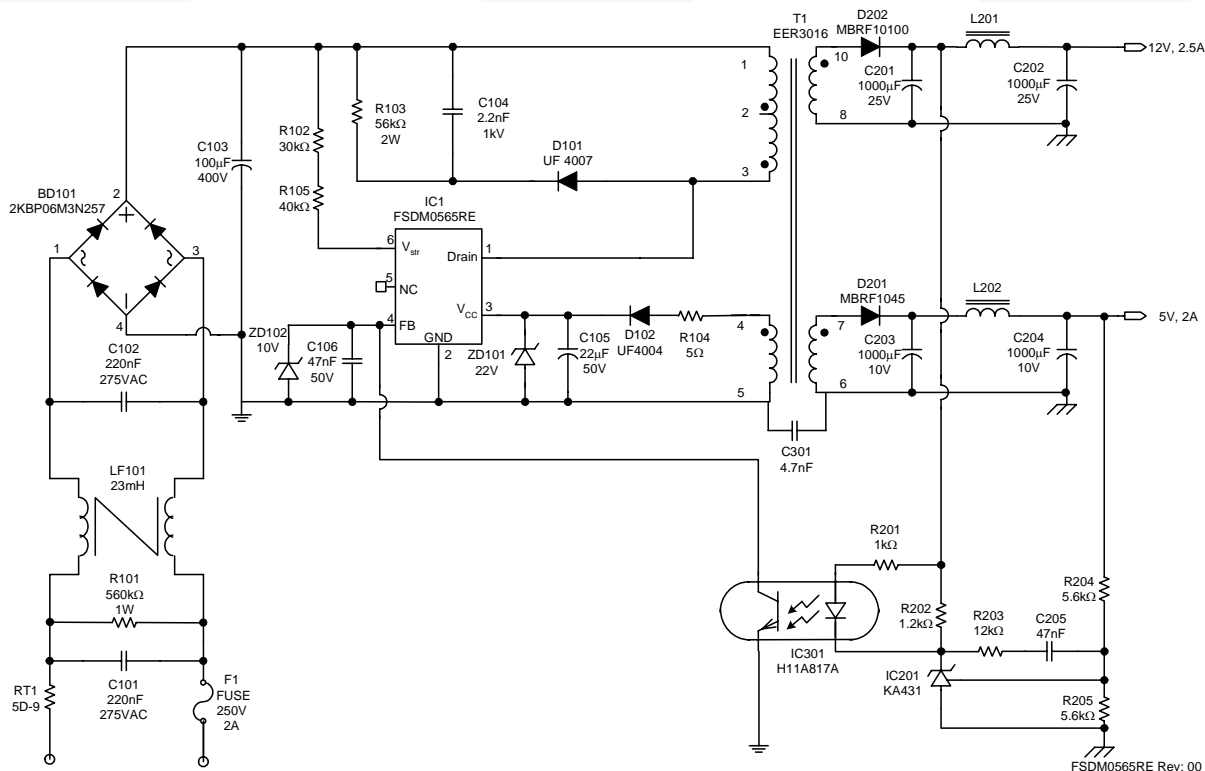 T1
EER3016
D202
MBRF10100
L201
12V, 2.5A
1
10
C201
1000μF
25V
C202
1000μF
25V
R103
56kΩ
2W
C104
2.2nF
1kV
2
8
R102
30kΩ
D101
UF 4007
3
C103
100μF
400V
R105
40kΩ
BD101
2KBP06M3N257
2
1
3
4
IC1
FSDM0565RE
6
Vstr
Drain
1
5
NC
VCC
3
4
FB
GND
2
D201
MBRF1045
L202
5V, 2A
4
7
D102
UF4004
R104
5Ω
ZD102
10V
C106
47nF
50V
ZD101
22V
C105
22μF
50V
C203
1000μF
10V
C204
1000μF
10V
5
6
C102
220nF
275VAC
C301
4.7nF
LF101
23mH
R101
560kΩ
1W
R201
1kΩ
R204
5.6kΩ
R202
1.2kΩ
R203
12kΩ
C205
47nF
IC301
H11A817A
IC201
KA431
R205
5.6kΩ
RT1
5D-9
C101
220nF
275VAC
F1
FUSE
250V
2A
FSDM0565RE Rev: 00